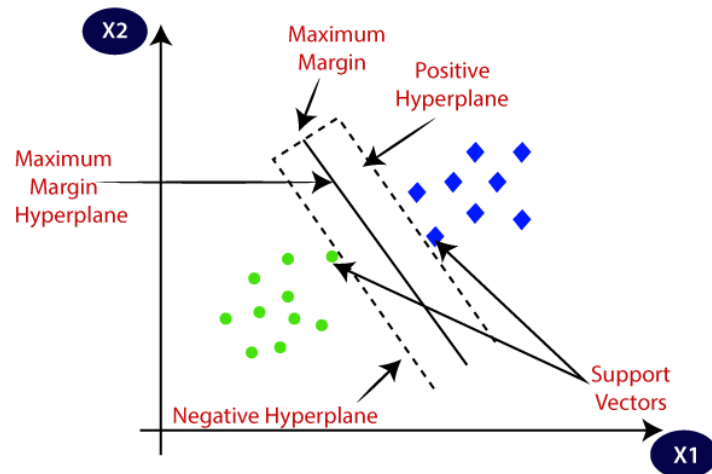 X2
Maximum
Margin
Positive
Hyperplane
Maximum
Margin
Hyperplane
Support
Vectors
Negative Hyperplane
X1